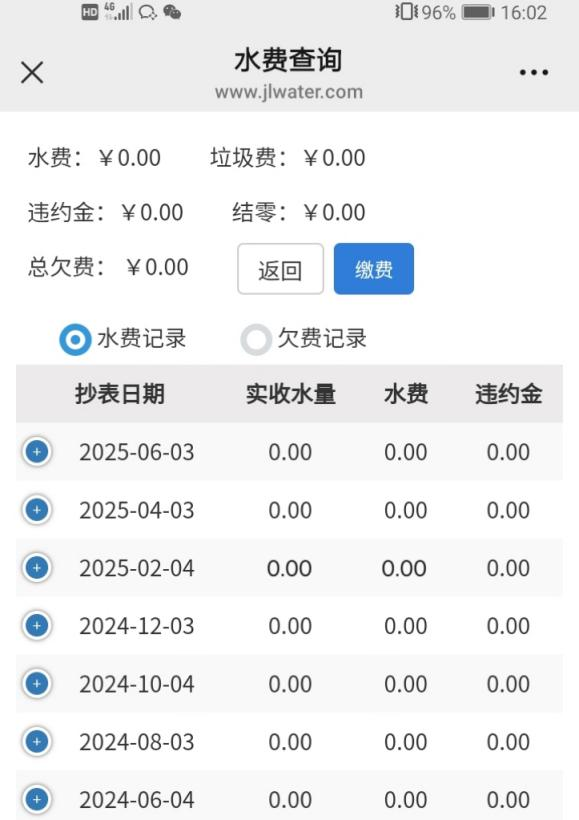 HD 4G 96% 16:02
水费查询
www.jlwater.com
水费：￥0.00 垃圾费：￥0.00
违约金：￥0.00 结零：￥0.00
总欠费：￥0.00 返回 缴费
水费记录 欠费记录
抄表日期 实收水量 水费 违约金
2025-06-03 0.00 0.00 0.00
2025-04-03 0.00 0.00 0.00
2025-02-04 0.00 0.00 0.00
2024-12-03 0.00 0.00 0.00
2024-10-04 0.00 0.00 0.00
2024-08-03 0.00 0.00 0.00
2024-06-04 0.00 0.00 0.00